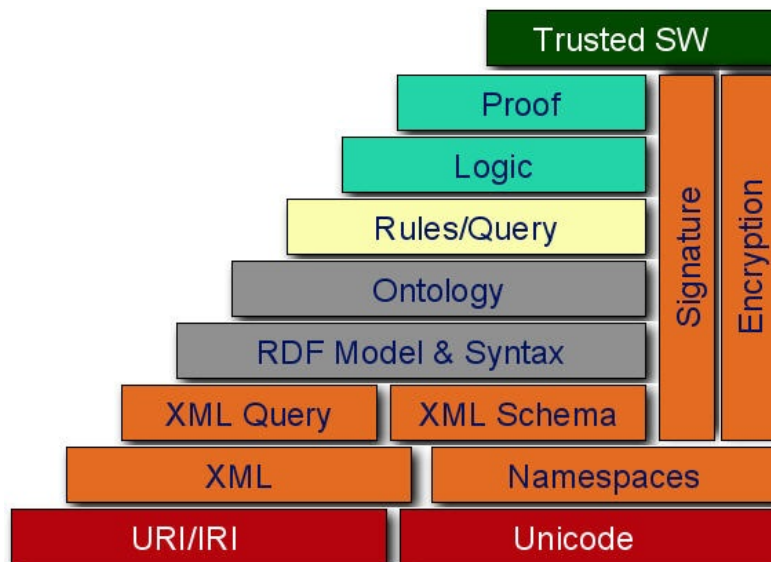 Trusted SW
Proof
Logic
Rules/Query
Ontology
RDF Model & Syntax
XML Query
XML Schema
Signature
Encryption
XML
Namespaces
URI/IRI
Unicode